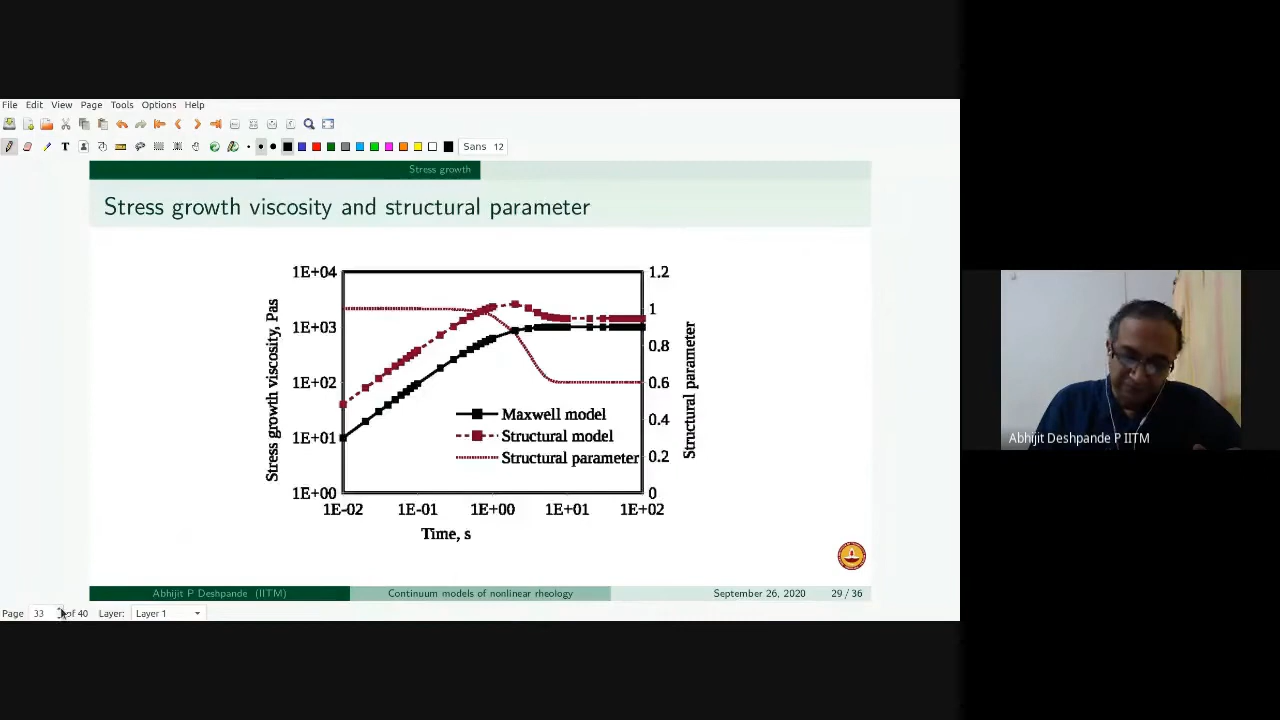 File Edit View Page Tools Options Help
Sans 12
Stress growth
Stress growth viscosity and structural parameter
1E+04
1E+03
1E+02
1E+01
1E+00
Stress growth viscosity, Pas
1.2
1
0.8
0.6
0.4
0.2
0
Structural parameter
Maxwell model
Structural model
Structural parameter
1E-02 1E-01 1E+00 1E+01 1E+02
Time, s
Abhijit P Deshpande (IITM) Continuum models of nonlinear rheology September 26, 2020 29 / 36
Page 33 of 40 Layer: Layer 1
Abhijit Deshpande P IITM